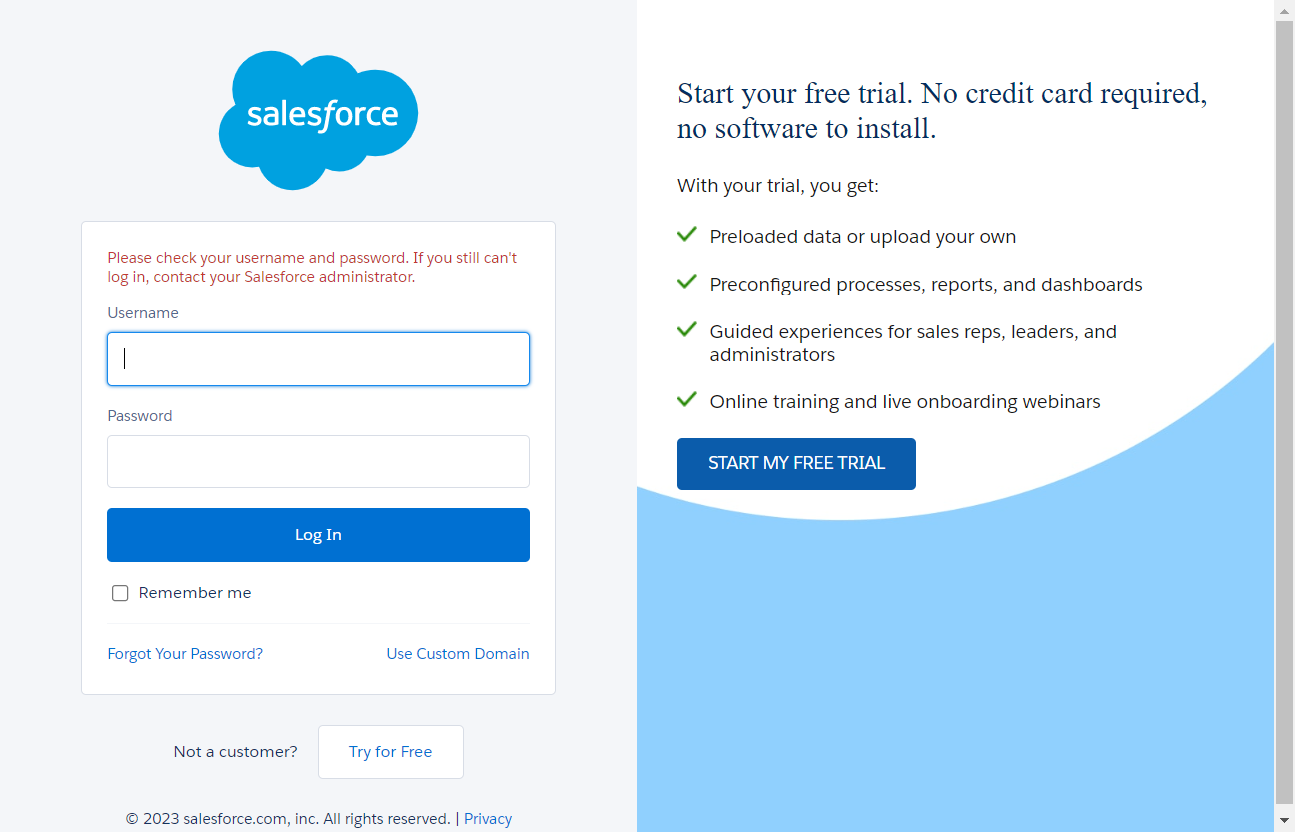 salesforce
Please check your username and password. If you still can't
log in, contact your Salesforce administrator.
Username
Password
Log In
Remember me
Forgot Your Password?
Use Custom Domain
Not a customer?
Try for Free
© 2023 salesforce.com, inc. All rights reserved. | Privacy
Start your free trial. No credit card required,
no software to install.
With your trial, you get:
Preloaded data or upload your own
Preconfigured processes, reports, and dashboards
Guided experiences for sales reps, leaders, and
administrators
Online training and live onboarding webinars
START MY FREE TRIAL